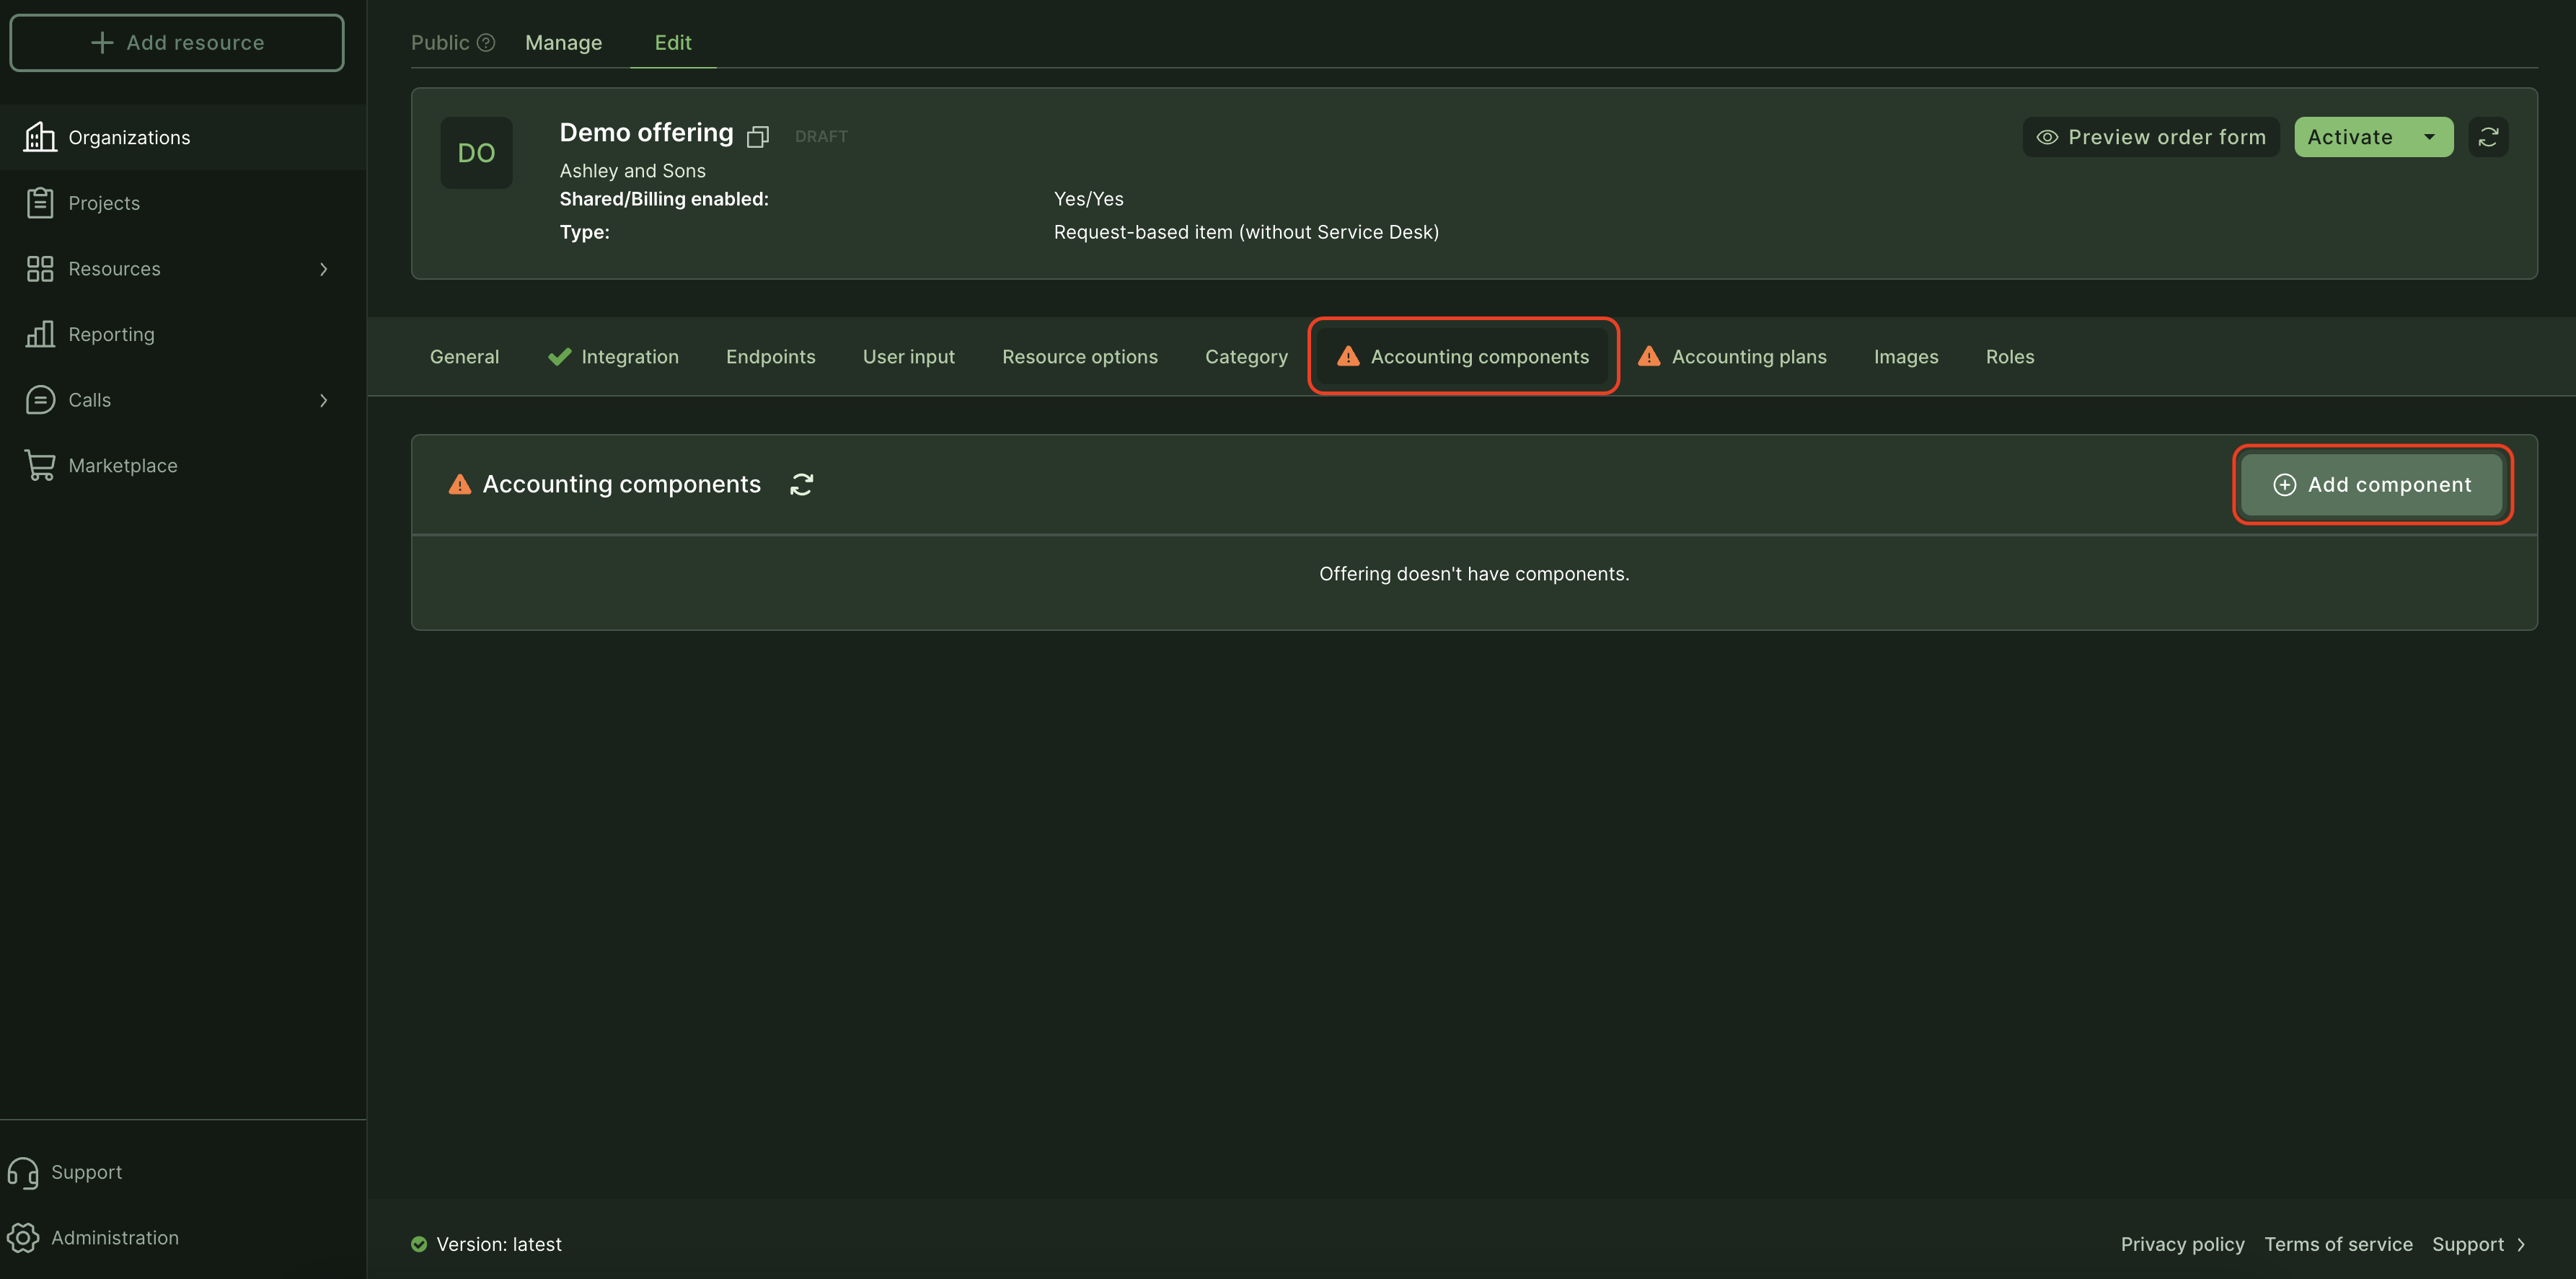 Add resource
Organizations
Projects
Resources
Reporting
Calls
Marketplace
Support
Administration
Public Manage Edit
DO
Demo offering DRAFT
Ashley and Sons
Shared/Billing enabled: Yes/Yes
Type: Request-based item (without Service Desk)
Preview order form Activate
General Integration Endpoints User input Resource options Category Accounting components Accounting plans Images Roles
Accounting components
Add component
Offering doesn't have components.
Version: latest
Privacy policy Terms of service Support